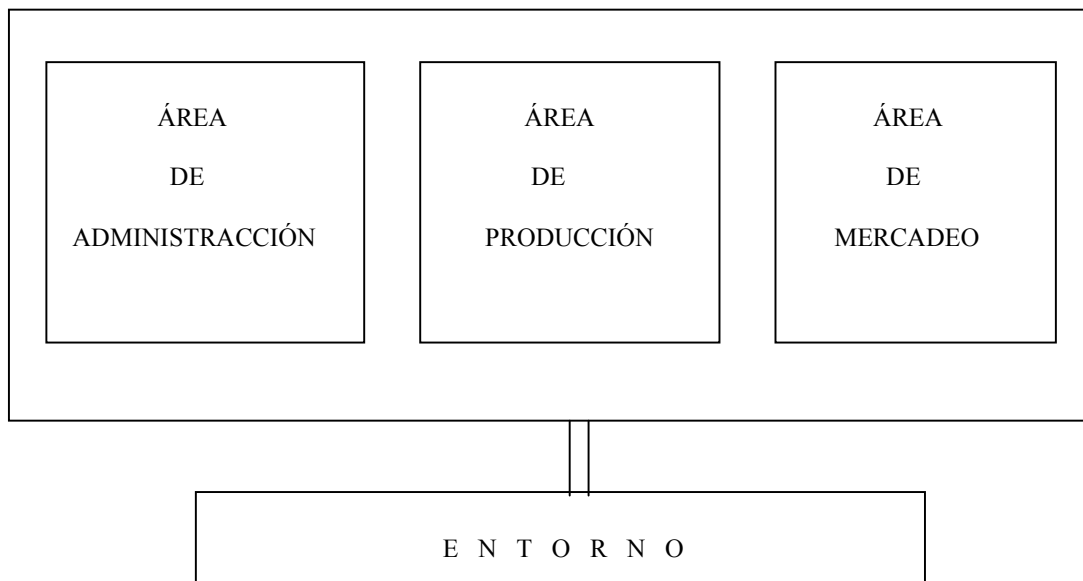 ÁREA
DE
ADMINISTRACCIÓN
ÁREA
DE
PRODUCCIÓN
ÁREA
DE
MERCADEO
E N T O R N O